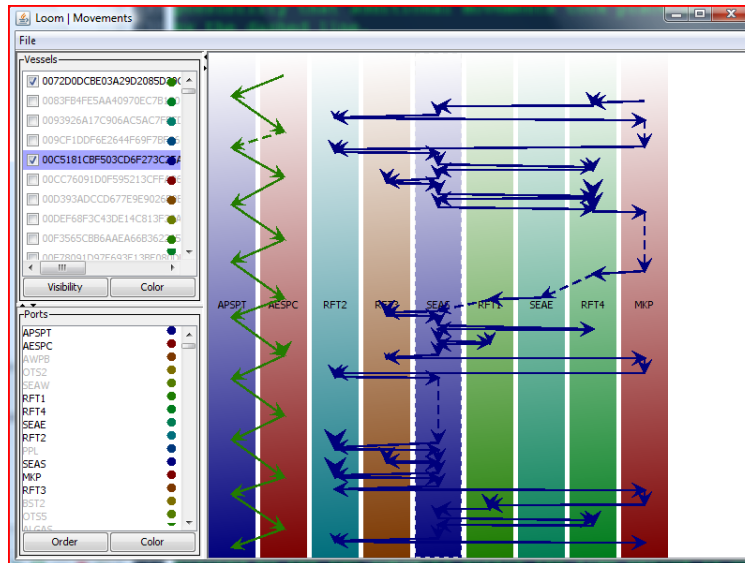 Loom | Movements
File
Vessels
0072D0DCBE03A29D2085D
0083FB4FE5AA40970EC7B
0093926A17C906AC5AC7F
009CF1DDF6E2644F69F7B
00C5181CBF503CD6F273C
00CC76091D0F595213CFF
00D393ADCCD677E9E9026
00DEF68F3C43DE14C813F
00F3565CBB6AAEA66B362
Visibility Color
Ports
APSPT
AESPC
AWPB
OTS2
SEAW
RFT1
RFT4
SEAE
RFT2
PPL
SEAS
MKP
RFT3
BST2
OTS5
ALGAS
Order Color
APSPT AESPC RFT2 RFT3 SEAS RFT1 SEAE RFT4 MKP